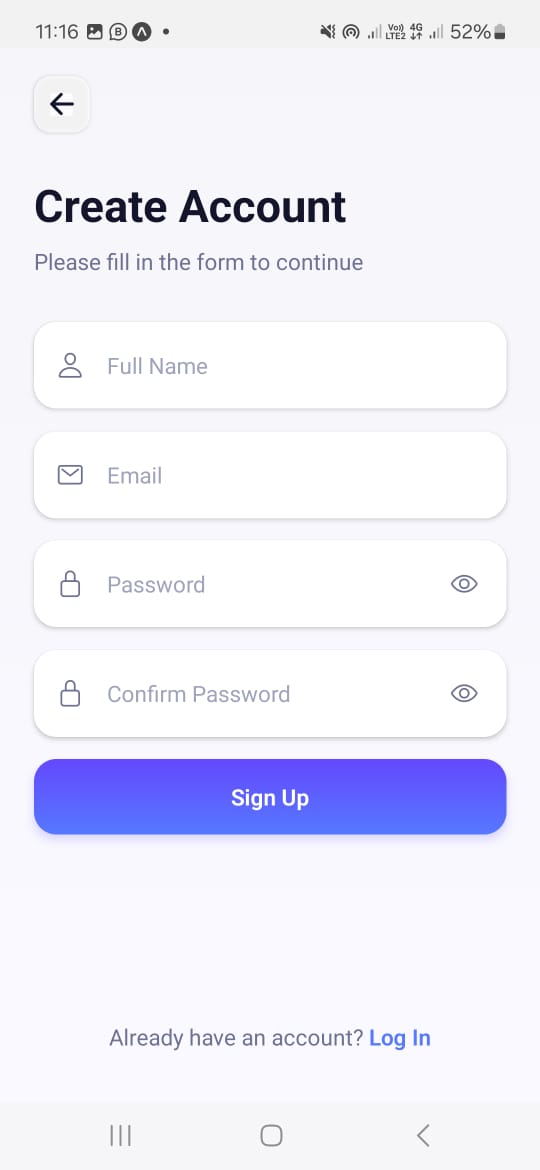 11:16
Vo)) 4G
LTE2
52%
Create Account
Please fill in the form to continue
Full Name
Email
Password
Confirm Password
Sign Up
Already have an account? Log In